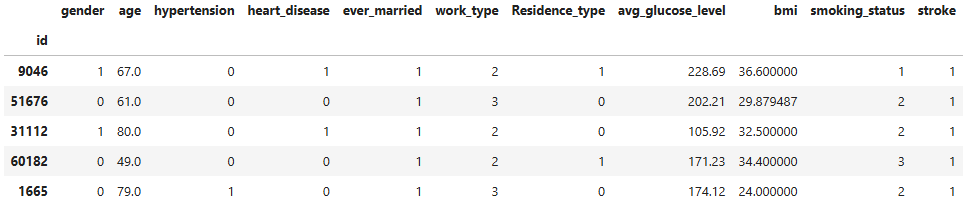 gender age hypertension heart_disease ever_married work_type Residence_type avg_glucose_level bmi smoking_status stroke
id
9046 1 67.0 0 1 1 2 1 228.69 36.600000 1 1
51676 0 61.0 0 0 1 3 0 202.21 29.879487 2 1
31112 1 80.0 0 1 1 2 0 105.92 32.500000 2 1
60182 0 49.0 0 0 1 2 1 171.23 34.400000 3 1
1665 0 79.0 1 0 1 3 0 174.12 24.000000 2 1